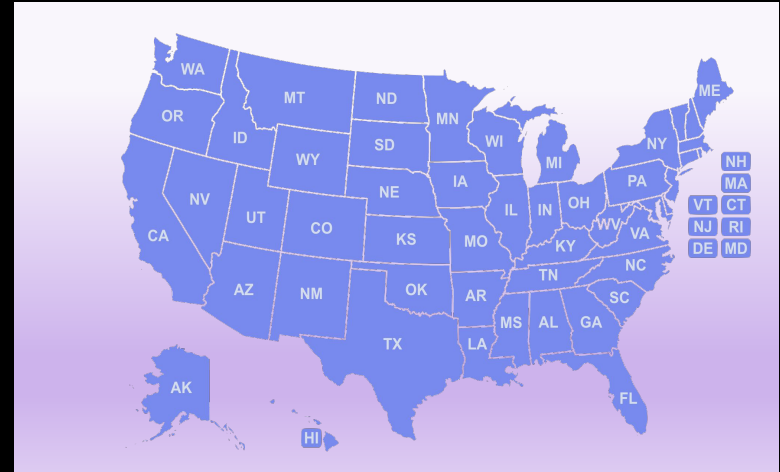 WA
MT
ND
MN
ME
OR
ID
WY
SD
WI
MI
NY
NH
MA
VT CT
NJ RI
DE MD
NV
UT
CO
NE
IA
IL
IN
OH
PA
WV
VA
CA
KS
MO
KY
NC
TN
SC
AZ
NM
OK
AR
MS
AL
GA
TX
LA
FL
AK
HI